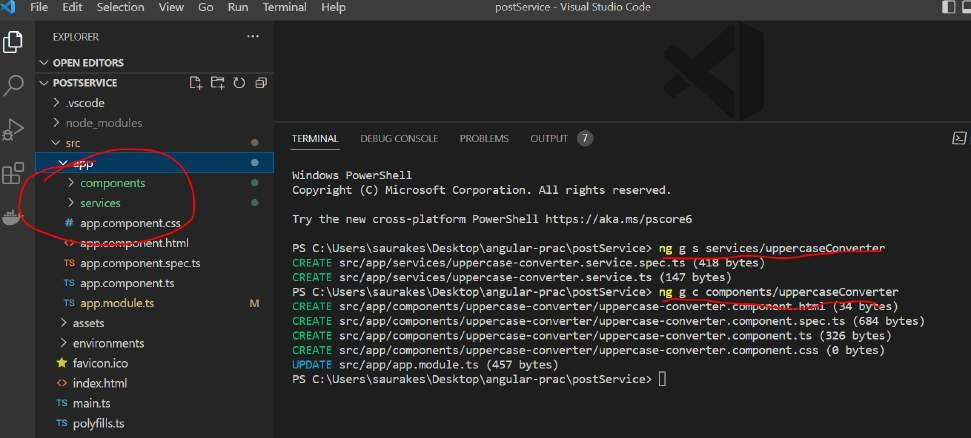 File Edit Selection View Go Run Terminal Help
postService - Visual Studio Code
EXPLORER
OPEN EDITORS
POSTSERVICE
.vscode
node_modules
src
app
components
services
# app.component.css
<> app.component.html
TS app.component.spec.ts
TS app.component.ts
TS app.module.ts M
assets
environments
favicon.ico
<> index.html
TS main.ts
TS polyfills.ts
TERMINAL DEBUG CONSOLE PROBLEMS OUTPUT 7
Windows PowerShell
Copyright (C) Microsoft Corporation. All rights reserved.
Try the new cross-platform PowerShell https://aka.ms/pscore6
PS C:\Users\saurakes\Desktop\angular-prac\postService> ng g s services/uppercaseConverter
CREATE src/app/services/uppercase-converter.service.spec.ts (418 bytes)
CREATE src/app/services/uppercase-converter.service.ts (147 bytes)
PS C:\Users\saurakes\Desktop\angular-prac\postService> ng g c components/uppercaseConverter
CREATE src/app/components/uppercase-converter/uppercase-converter.component.html (34 bytes)
CREATE src/app/components/uppercase-converter/uppercase-converter.component.spec.ts (684 bytes)
CREATE src/app/components/uppercase-converter/uppercase-converter.component.ts (326 bytes)
CREATE src/app/components/uppercase-converter/uppercase-converter.component.css (0 bytes)
UPDATE src/app/app.module.ts (457 bytes)
PS C:\Users\saurakes\Desktop\angular-prac\postService>